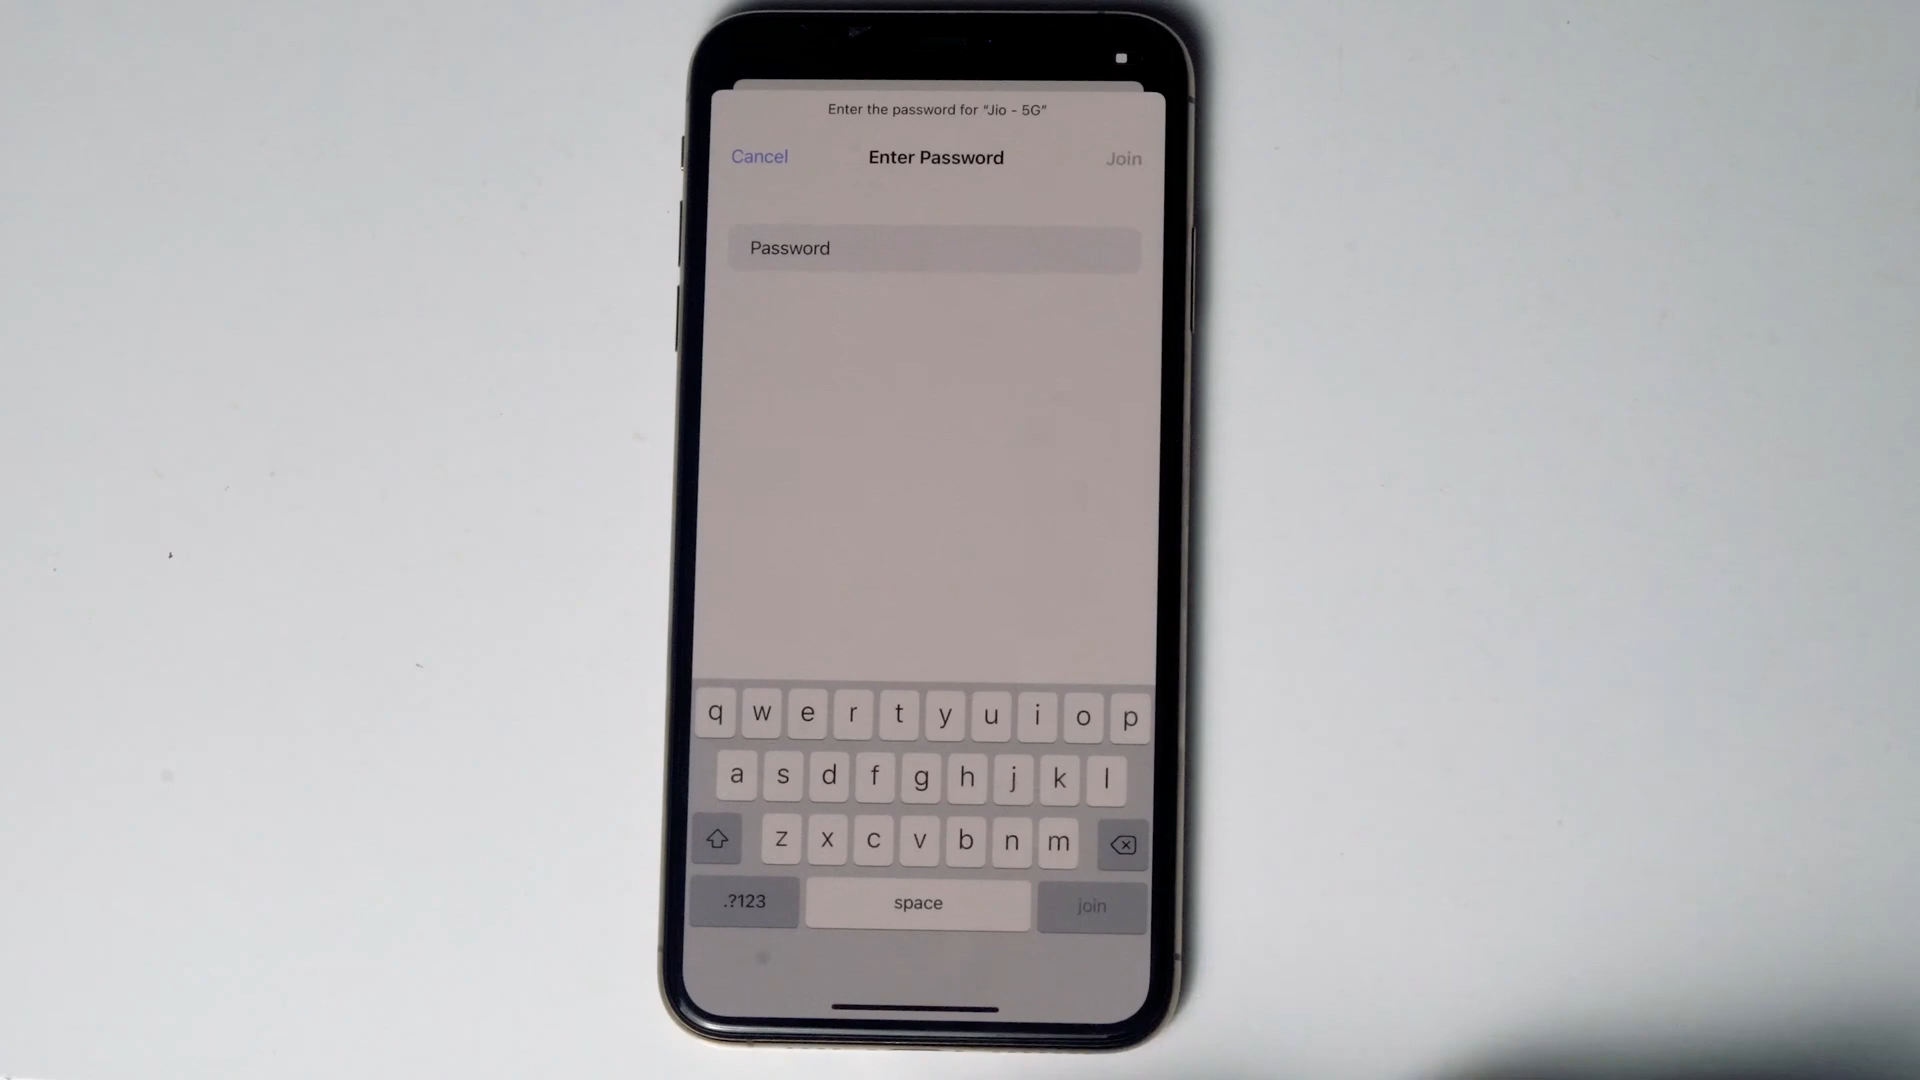 Enter the password for "Jio - 5G"
Cancel Enter Password Join
Password
q w e r t y u i o p
a s d f g h j k l
z x c v b n m
.?123 space join